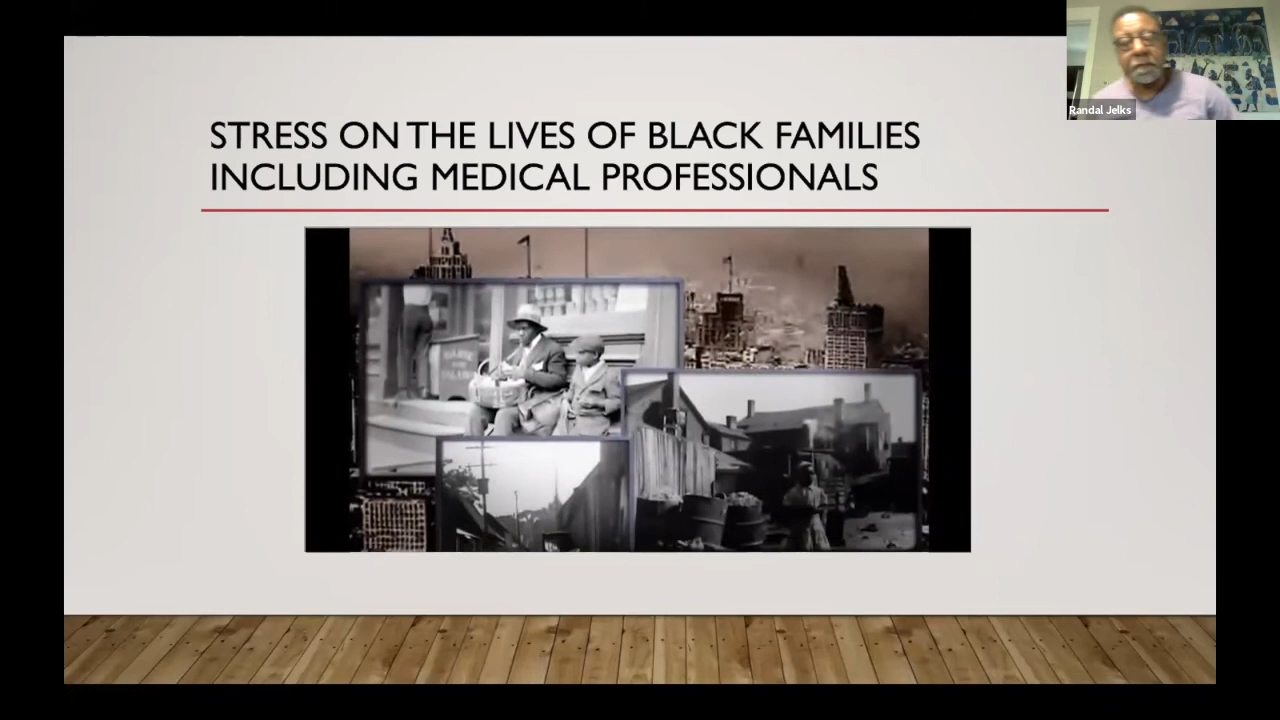 STRESS ON THE LIVES OF BLACK FAMILIES
INCLUDING MEDICAL PROFESSIONALS
Randal Jelks